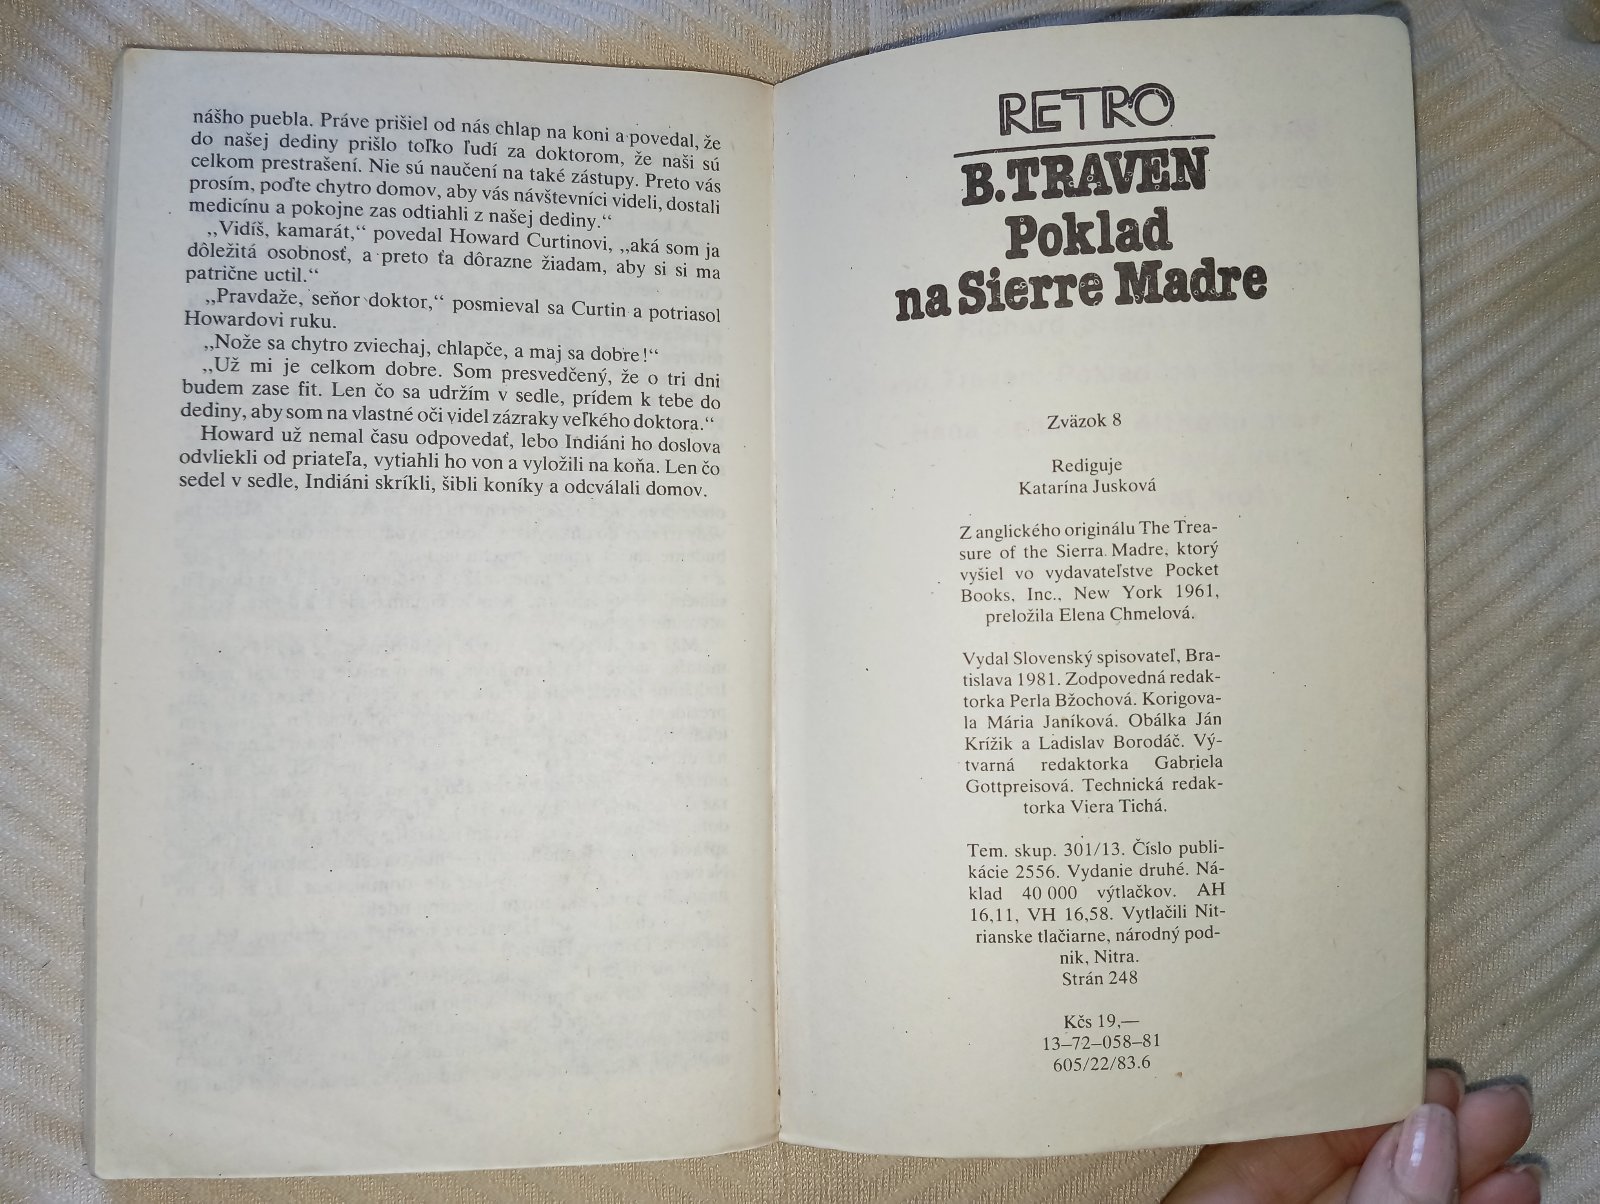 nášho puebla. Práve prišiel od nás chlap na koni a povedal, že
do našej dediny prišlo toľko ľudí za doktorom, že naši sú
celkom prestrašení. Nie sú naučení na také zástupy. Preto vás
prosím, poďte chytro domov, aby vás návštevníci videli, dostali
medicínu a pokojne zas odtiahli z našej dediny.“
„Vidíš, kamarát,“ povedal Howard Curtinovi, „aká som ja
dôležitá osobnosť, a preto ťa dôrazne žiadam, aby si si ma
patrične uctil.“
„Pravdaže, seňor doktor,“ posmieval sa Curtin a potriasol
Howardovi ruku.
„Nože sa chytro zviechaj, chlapče, a maj sa dobre!“
„Už mi je celkom dobre. Som presvedčený, že o tri dni
budem zase fit. Len čo sa udržím v sedle, prídem k tebe do
dediny, aby som na vlastné oči videl zázraky veľkého doktora.“
Howard už nemal času odpovedať, lebo Indiáni ho doslova
odvliekli od priateľa, vytiahli ho von a vyložili na koňa. Len čo
sedel v sedle, Indiáni skríkli, šibli koníky a odcválali domov.
RETRO
B. TRAVEN
Poklad
na Sierre Madre
Zväzok 8
Rediguje
Katarína Jusková
Z anglického originálu The Trea-
sure of the Sierra Madre, ktorý
vyšiel vo vydavateľstve Pocket
Books, Inc., New York 1961,
preložila Elena Chmelová.
Vydal Slovenský spisovateľ, Bra-
tislava 1981. Zodpovedná redak-
torka Perla Bžochová. Korigova-
la Mária Janíková. Obálka Ján
Krížik a Ladislav Borodáč. Vý-
tvarná redaktorka Gabriela
Gottpreisová. Technická redak-
torka Viera Tichá.
Tem. skup. 301/13. Číslo publi-
kácie 2556. Vydanie druhé. Ná-
klad 40 000 výtlačkov. AH
16,11, VH 16,58. Vytlačili Nit-
rianske tlačiarne, národný pod-
nik, Nitra.
Strán 248
Kčs 19,—
13–72–058–81
605/22/83.6